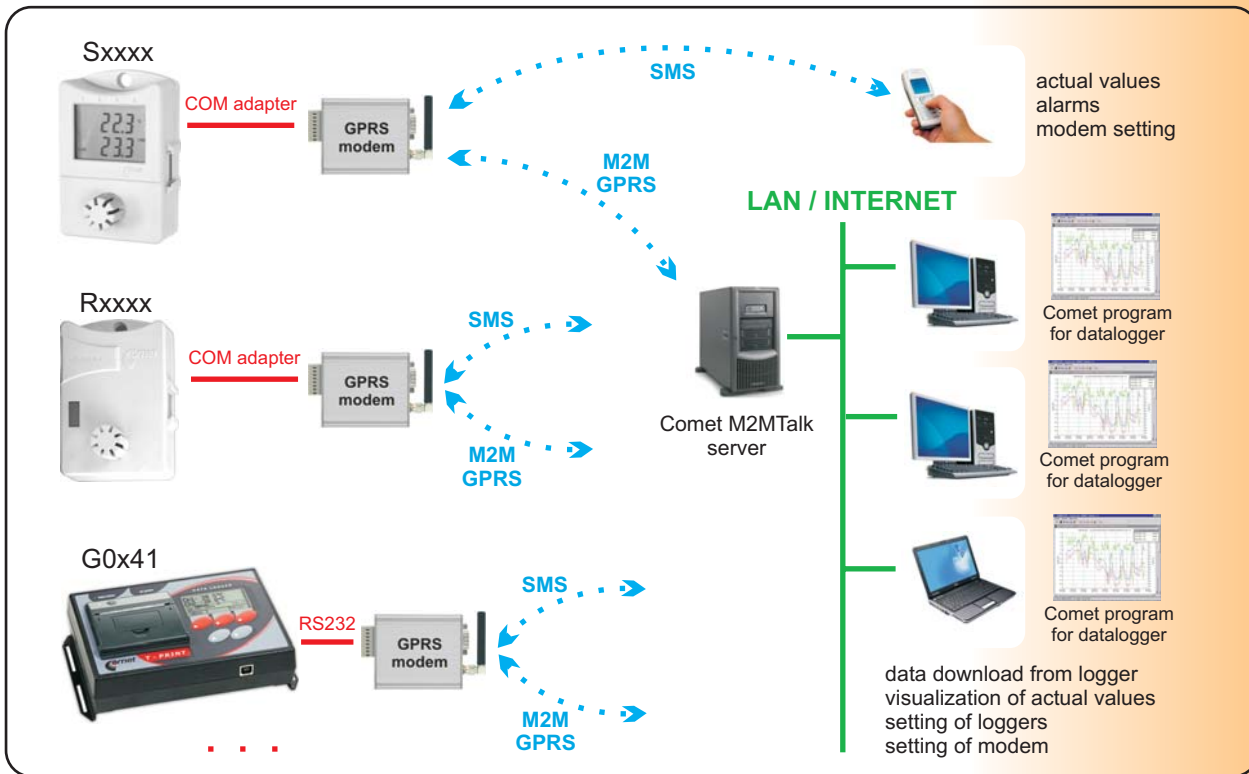 Sxxxx
COM adapter
22.3
23.3
GPRS
modem
SMS
actual values
alarms
modem setting
M2M
GPRS
LAN / INTERNET
Comet program
for datalogger
Rxxxx
COM adapter
GPRS
modem
SMS
M2M
GPRS
Comet M2MTalk
server
Comet program
for datalogger
G0x41
RS232
DATA LOGGER
T - PRINT
GPRS
modem
SMS
M2M
GPRS
Comet program
for datalogger
data download from logger
visualization of actual values
setting of loggers
setting of modem
. . .